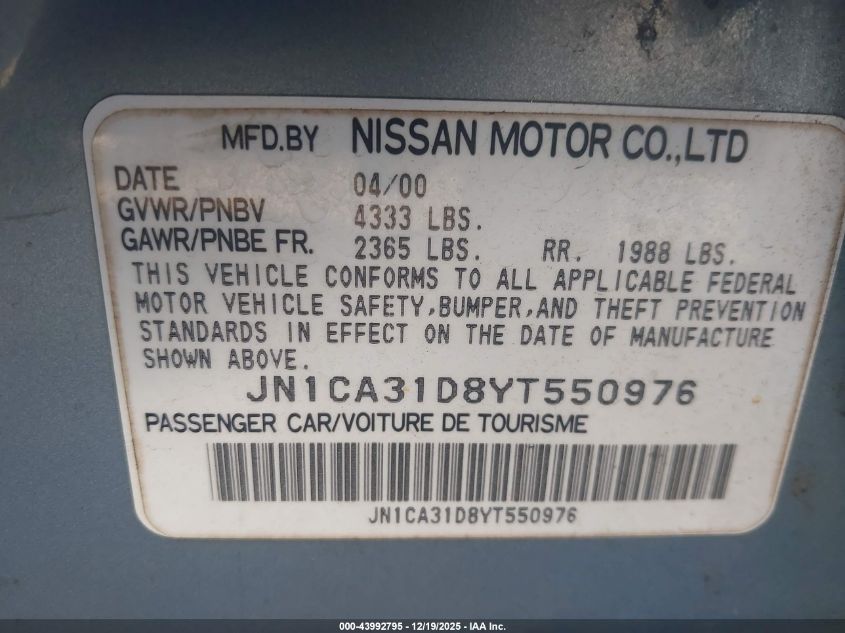 MFD.BY NISSAN MOTOR CO.,LTD
DATE 04/00
GVWR/PNBV 4333 LBS.
GAWR/PNBE FR. 2365 LBS. RR. 1988 LBS.
THIS VEHICLE CONFORMS TO ALL APPLICABLE FEDERAL
MOTOR VEHICLE SAFETY,BUMPER,AND THEFT PREVENTION
STANDARDS IN EFFECT ON THE DATE OF MANUFACTURE
SHOWN ABOVE.
JN1CA31D8YT550976
PASSENGER CAR/VOITURE DE TOURISME
JN1CA31D8YT550976
000-43992795 - 12/19/2025 - IAA Inc.